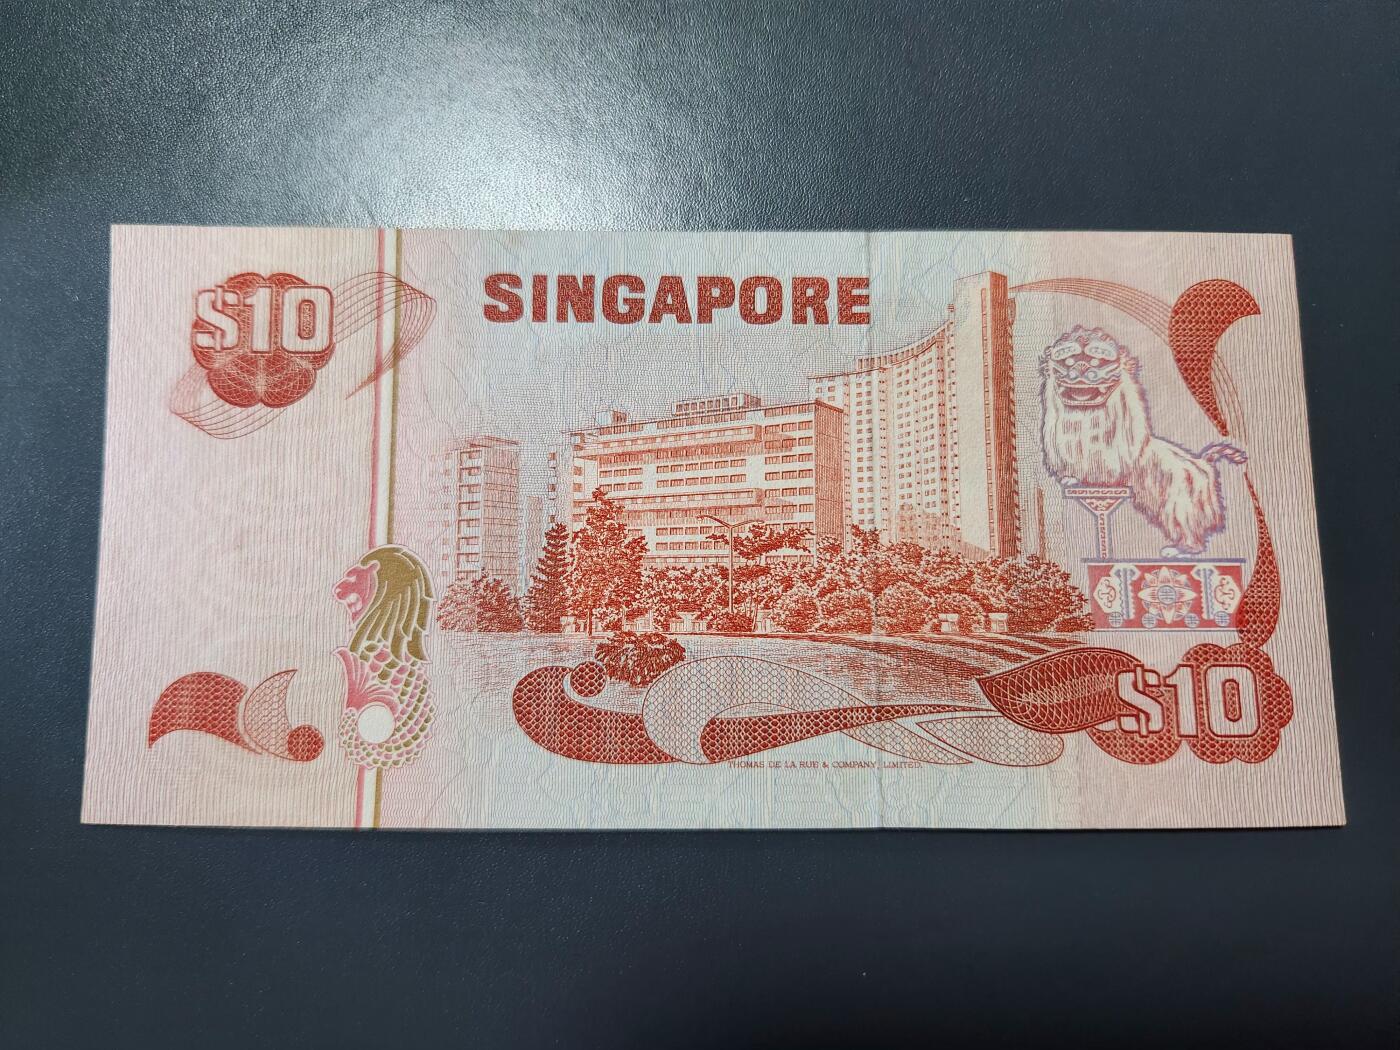 $10
SINGAPORE
$10
THOMAS DE LA RUE & COMPANY, LIMITED.